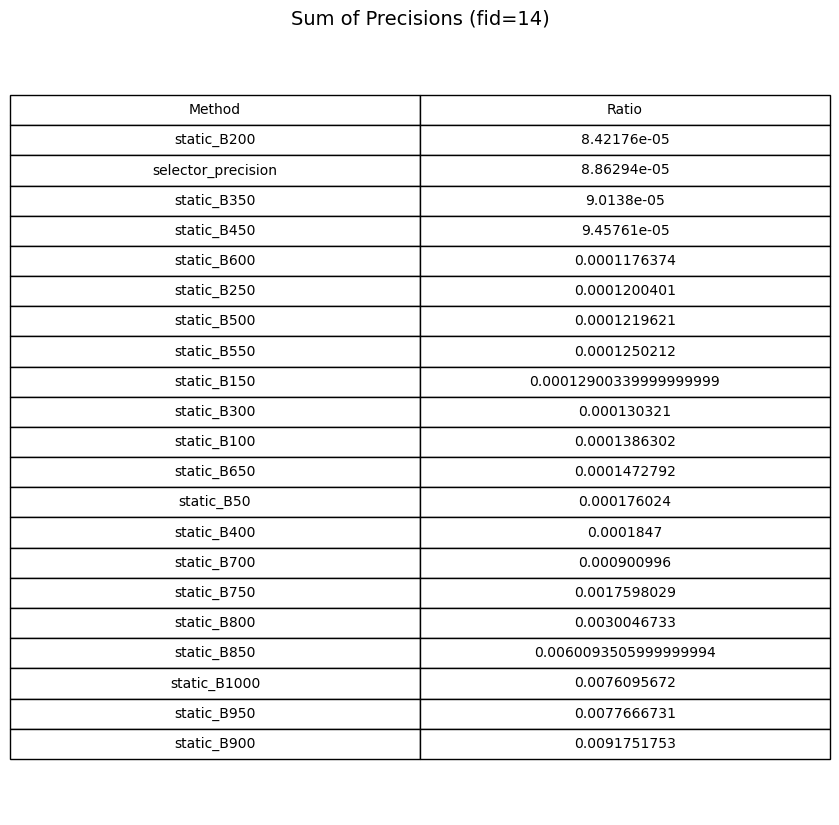 Sum of Precisions (fid=14)
Method Ratio
static_B200 8.42176e-05
selector_precision 8.86294e-05
static_B350 9.0138e-05
static_B450 9.45761e-05
static_B600 0.0001176374
static_B250 0.0001200401
static_B500 0.0001219621
static_B550 0.0001250212
static_B150 0.00012900339999999999
static_B300 0.000130321
static_B100 0.0001386302
static_B650 0.0001472792
static_B50 0.000176024
static_B400 0.0001847
static_B700 0.000900996
static_B750 0.0017598029
static_B800 0.0030046733
static_B850 0.0060093505999999994
static_B1000 0.0076095672
static_B950 0.0077666731
static_B900 0.0091751753